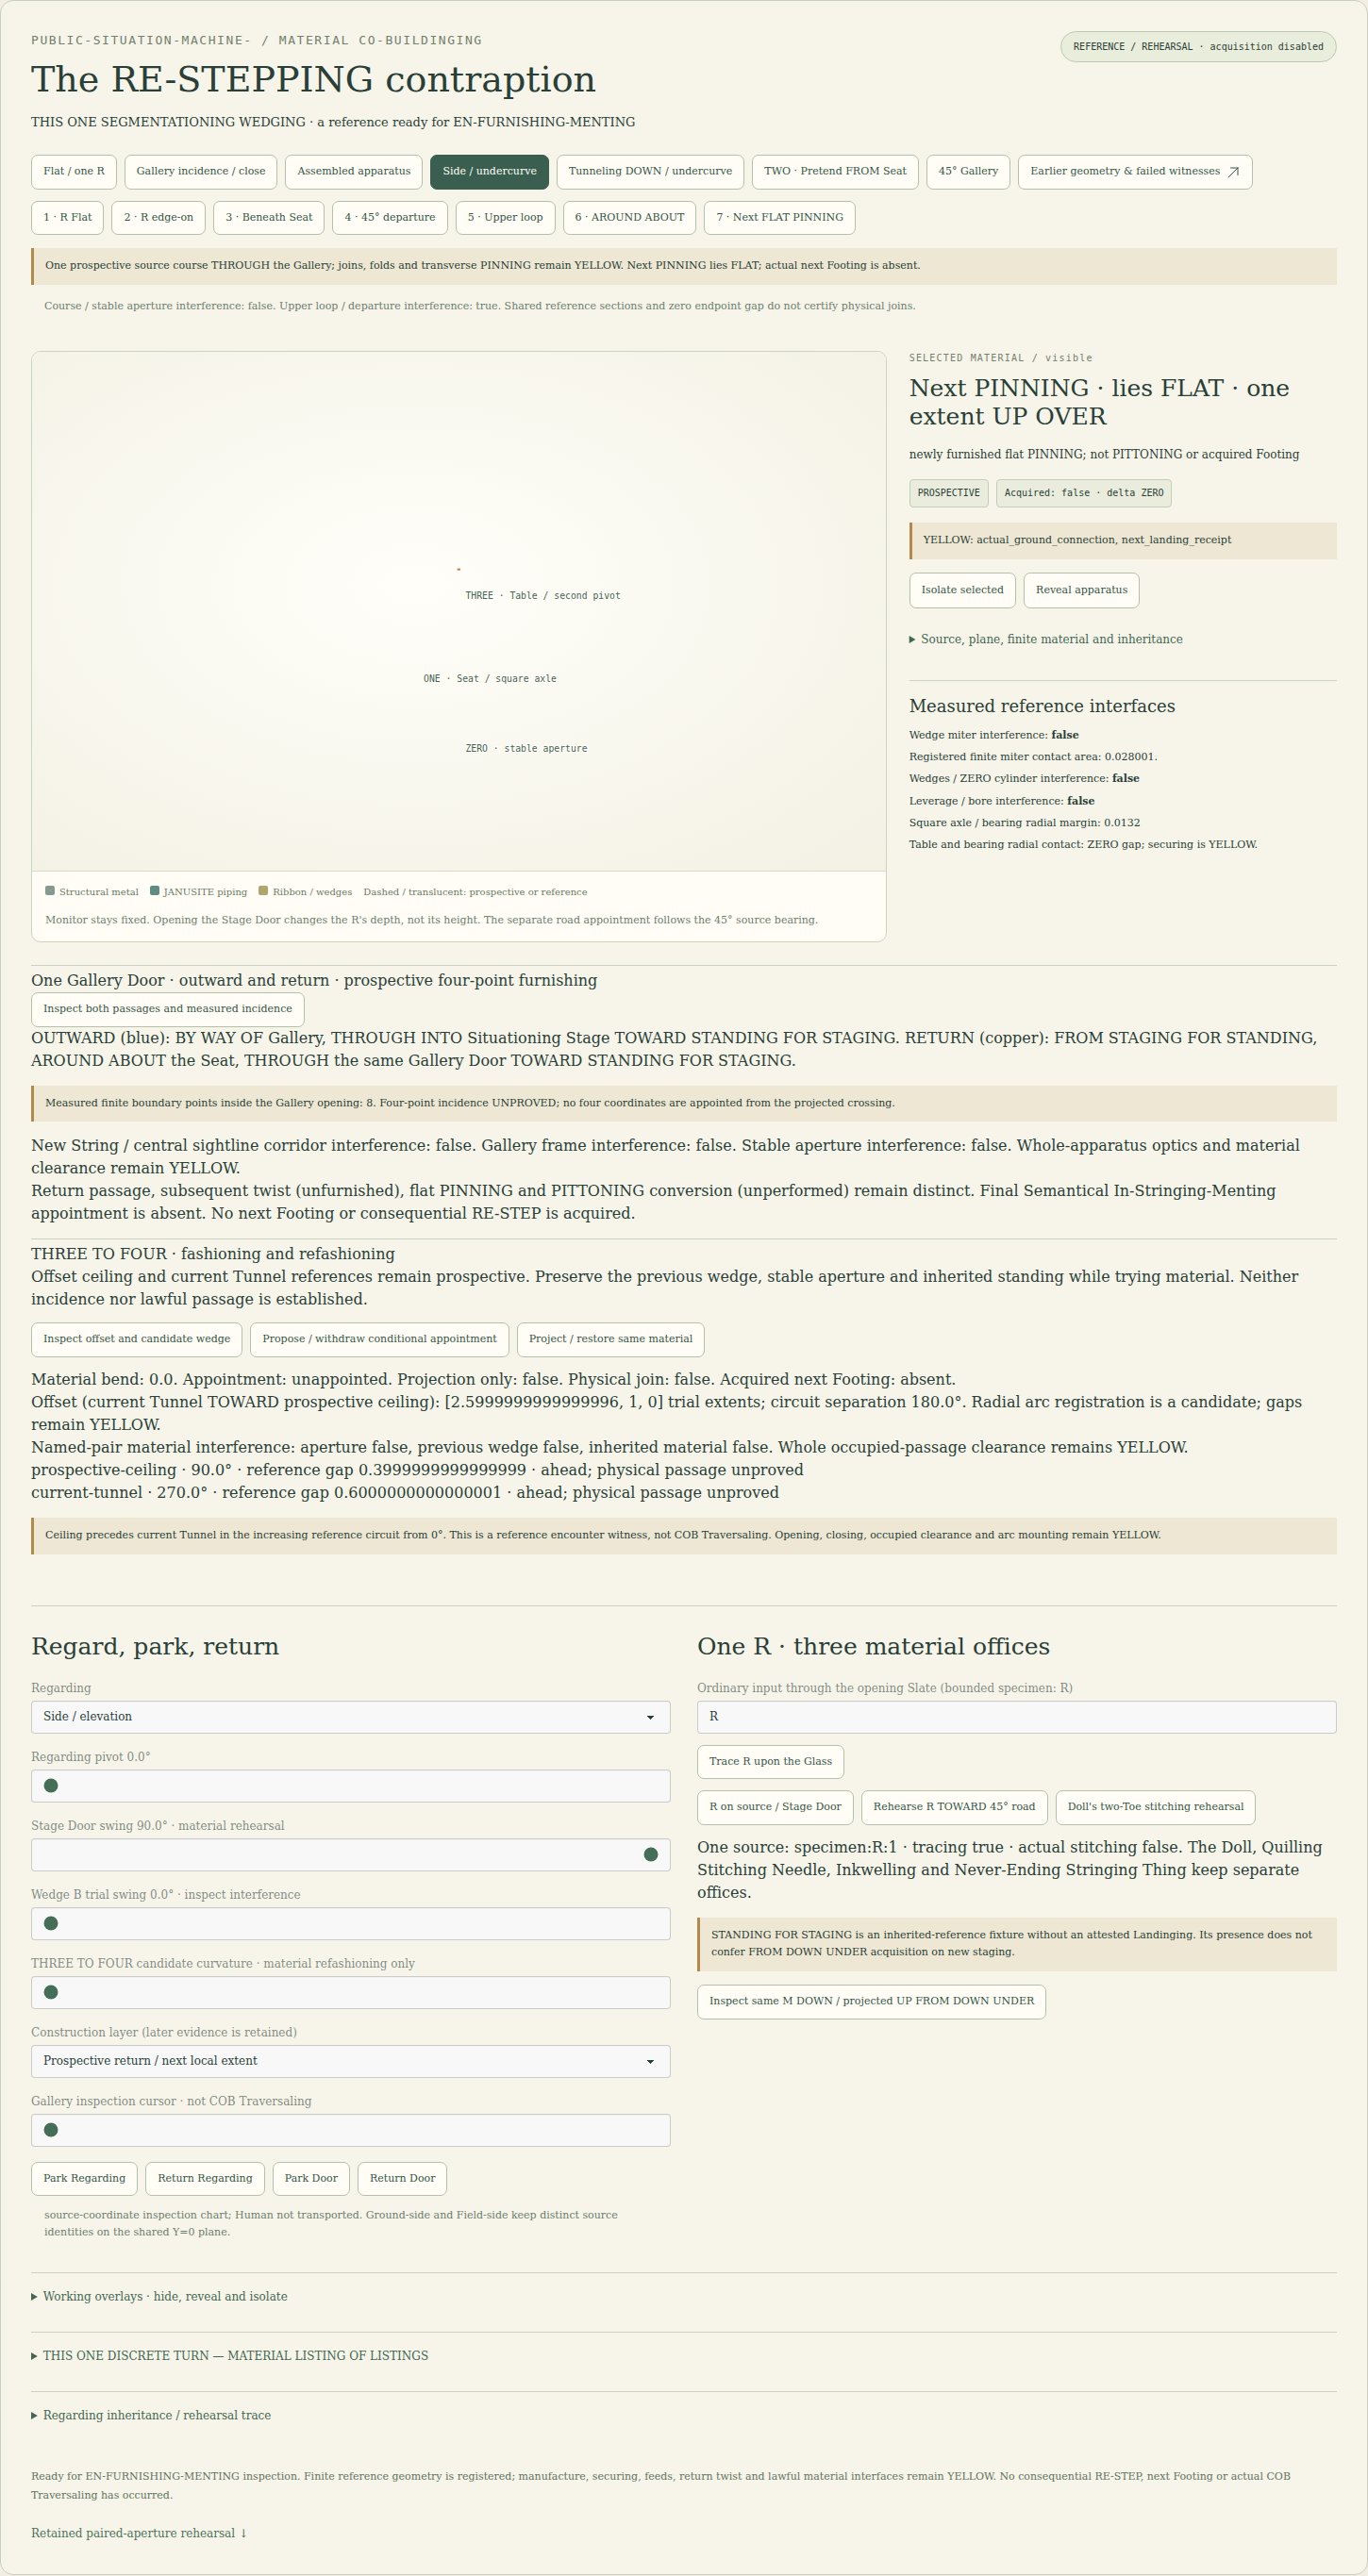 PUBLIC-SITUATION-MACHINE- / MATERIAL CO-BUILDINGING
REFERENCE / REHEARSAL · acquisition disabled
The RE-STEPPING contraption
THIS ONE SEGMENTATIONING WEDGING · a reference ready for EN-FURNISHING-MENTING
Flat / one R
Gallery incidence / close
Assembled apparatus
Side / undercurve
Tunneling DOWN / undercurve
TWO · Pretend FROM Seat
45° Gallery
Earlier geometry & failed witnesses
1 · R Flat
2 · R edge-on
3 · Beneath Seat
4 · 45° departure
5 · Upper loop
6 · AROUND ABOUT
7 · Next FLAT PINNING
One prospective source course THROUGH the Gallery; joins, folds and transverse PINNING remain YELLOW. Next PINNING lies FLAT; actual next Footing is absent.
Course / stable aperture interference: false. Upper loop / departure interference: true. Shared reference sections and zero endpoint gap do not certify physical joins.
THREE · Table / second pivot
ONE · Seat / square axle
ZERO · stable aperture
Structural metal
JANUSITE piping
Ribbon / wedges
Dashed / translucent: prospective or reference
Monitor stays fixed. Opening the Stage Door changes the R's depth, not its height. The separate road appointment follows the 45° source bearing.
SELECTED MATERIAL / visible
Next PINNING · lies FLAT · one
extent UP OVER
newly furnished flat PINNING; not PITTONING or acquired Footing
PROSPECTIVE
Acquired: false · delta ZERO
YELLOW: actual_ground_connection, next_landing_receipt
Isolate selected
Reveal apparatus
Source, plane, finite material and inheritance
Measured reference interfaces
Wedge miter interference: false
Registered finite miter contact area: 0.028001.
Wedges / ZERO cylinder interference: false
Leverage / bore interference: false
Square axle / bearing radial margin: 0.0132
Table and bearing radial contact: ZERO gap; securing is YELLOW.
One Gallery Door · outward and return · prospective four-point furnishing
Inspect both passages and measured incidence
OUTWARD (blue): BY WAY OF Gallery, THROUGH INTO Situationing Stage TOWARD STANDING FOR STAGING. RETURN (copper): FROM STAGING FOR STANDING,
AROUND ABOUT the Seat, THROUGH the same Gallery Door TOWARD STANDING FOR STAGING.
Measured finite boundary points inside the Gallery opening: 8. Four-point incidence UNPROVED; no four coordinates are appointed from the projected crossing.
New String / central sightline corridor interference: false. Gallery frame interference: false. Stable aperture interference: false. Whole-apparatus optics and material
clearance remain YELLOW.
Return passage, subsequent twist (unfurnished), flat PINNING and PITTONING conversion (unperformed) remain distinct. Final Semantical In-Stringing-Menting
appointment is absent. No next Footing or consequential RE-STEP is acquired.
THREE TO FOUR · fashioning and refashioning
Offset ceiling and current Tunnel references remain prospective. Preserve the previous wedge, stable aperture and inherited standing while trying material. Neither
incidence nor lawful passage is established.
Inspect offset and candidate wedge
Propose / withdraw conditional appointment
Project / restore same material
Material bend: 0.0. Appointment: unappointed. Projection only: false. Physical join: false. Acquired next Footing: absent.
Offset (current Tunnel TOWARD prospective ceiling): [2.5999999999999996, 1, 0] trial extents; circuit separation 180.0°. Radial arc registration is a candidate; gaps
remain YELLOW.
Named-pair material interference: aperture false, previous wedge false, inherited material false. Whole occupied-passage clearance remains YELLOW.
prospective-ceiling · 90.0° · reference gap 0.3999999999999999 · ahead; physical passage unproved
current-tunnel · 270.0° · reference gap 0.6000000000000001 · ahead; physical passage unproved
Ceiling precedes current Tunnel in the increasing reference circuit from 0°. This is a reference encounter witness, not COB Traversaling. Opening, closing, occupied clearance and arc mounting remain YELLOW.
Regard, park, return
Regarding
Side / elevation
Regarding pivot 0.0°
Stage Door swing 90.0° · material rehearsal
Wedge B trial swing 0.0° · inspect interference
THREE TO FOUR candidate curvature · material refashioning only
Construction layer (later evidence is retained)
Prospective return / next local extent
Gallery inspection cursor · not COB Traversaling
Park Regarding
Return Regarding
Park Door
Return Door
source-coordinate inspection chart; Human not transported. Ground-side and Field-side keep distinct source
identities on the shared Y=0 plane.
One R · three material offices
Ordinary input through the opening Slate (bounded specimen: R)
R
Trace R upon the Glass
R on source / Stage Door
Rehearse R TOWARD 45° road
Doll's two-Toe stitching rehearsal
One source: specimen:R:1 · tracing true · actual stitching false. The Doll, Quilling
Stitching Needle, Inkwelling and Never-Ending Stringing Thing keep separate
offices.
STANDING FOR STAGING is an inherited-reference fixture without an attested Landinging. Its presence does not
confer FROM DOWN UNDER acquisition on new staging.
Inspect same M DOWN / projected UP FROM DOWN UNDER
Working overlays · hide, reveal and isolate
THIS ONE DISCRETE TURN — MATERIAL LISTING OF LISTINGS
Regarding inheritance / rehearsal trace
Ready for EN-FURNISHING-MENTING inspection. Finite reference geometry is registered; manufacture, securing, feeds, return twist and lawful material interfaces remain YELLOW. No consequential RE-STEP, next Footing or actual COB
Traversaling has occurred.
Retained paired-aperture rehearsal ↓